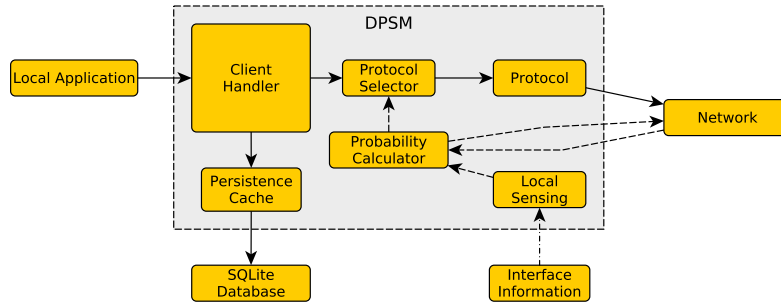 DPSM
Local Application
Client
Handler
Protocol
Selector
Protocol
Network
Probability
Calculator
Persistence
Cache
Local
Sensing
SQLite
Database
Interface
Information